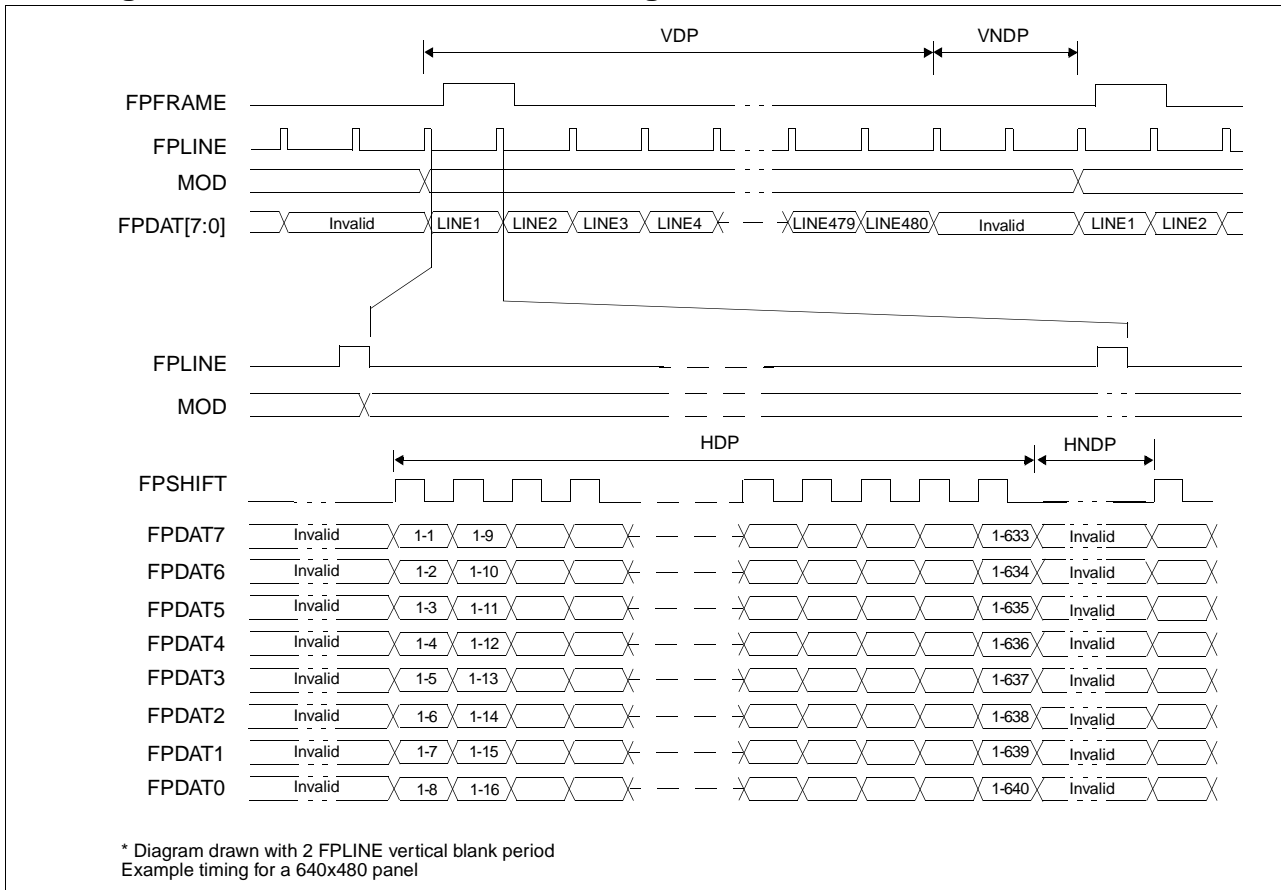 VDP VNDP
FPFRAME
FPLINE
MOD
FPDAT[7:0] Invalid LINE1 LINE2 LINE3 LINE4 LINE479 LINE480 Invalid LINE1 LINE2
FPLINE
MOD
HDP HNDP
FPSHIFT
FPDAT7 Invalid 1-1 1-9 1-633 Invalid
FPDAT6 Invalid 1-2 1-10 1-634 Invalid
FPDAT5 Invalid 1-3 1-11 1-635 Invalid
FPDAT4 Invalid 1-4 1-12 1-636 Invalid
FPDAT3 Invalid 1-5 1-13 1-637 Invalid
FPDAT2 Invalid 1-6 1-14 1-638 Invalid
FPDAT1 Invalid 1-7 1-15 1-639 Invalid
FPDAT0 Invalid 1-8 1-16 1-640 Invalid
* Diagram drawn with 2 FPLINE vertical blank period
Example timing for a 640x480 panel